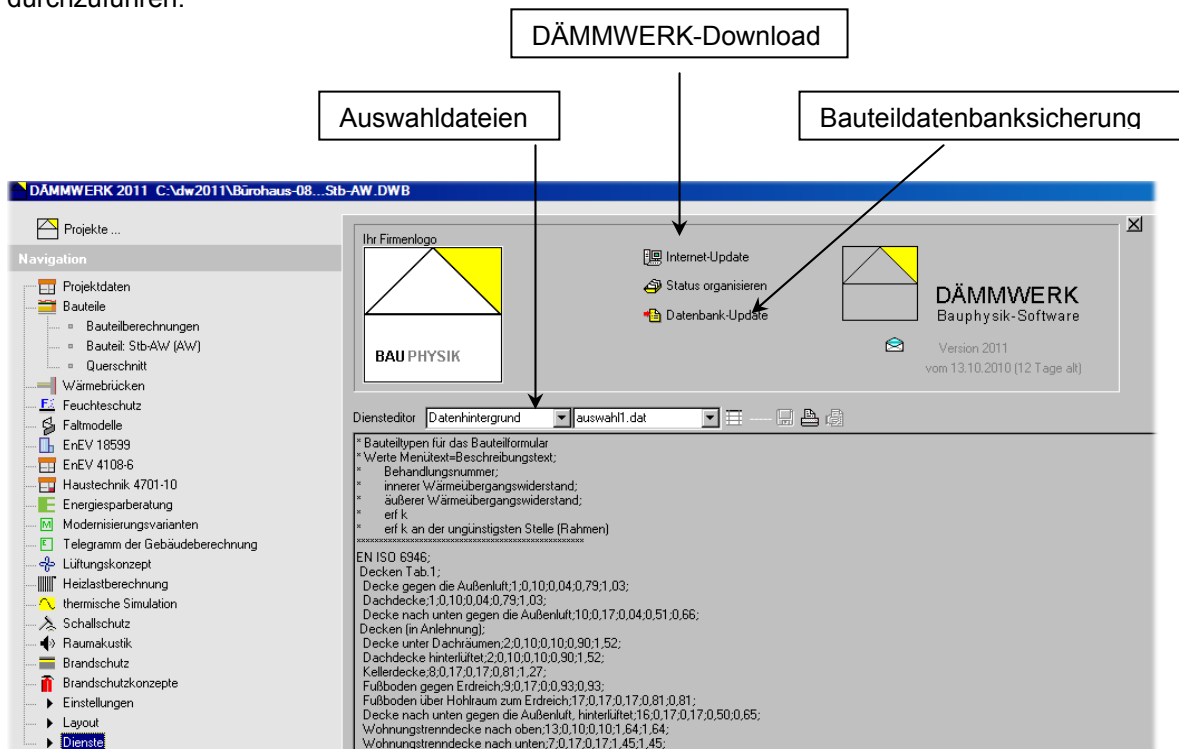 durchzuführen.
DÄMMWERK-Download
Auswahldateien
Bauteildatenbanksicherung
DÄMMWERK 2011 C:\dw2011\Bürohaus-08...Stb-AW.DWB
Projekte ...
Navigation
Projektdaten
Bauteile
Bauteilberechnungen
Bauteil: Stb-AW (AW)
Querschnitt
Wärmebrücken
Feuchteschutz
Faltmodelle
EnEV 18599
EnEV 4108-6
Haustechnik 4701-10
Energiesparberatung
Modernisierungsvarianten
Telegramm der Gebäudeberechnung
Lüftungskonzept
Heizlastberechnung
thermische Simulation
Schallschutz
Raumakustik
Brandschutz
Brandschutzkonzepte
Einstellungen
Layout
Dienste
Ihr Firmenlogo
BAUPHYSIK
Internet-Update
Status organisieren
Datenbank-Update
DÄMMWERK
Bauphysik-Software
Version 2011
vom 13.10.2010 (12 Tage alt)
Diensteditor Datenhintergrund auswahl1.dat
* Bauteiltypen für das Bauteilformular
* Werte Menütext=Beschreibungstext;
* Behandlungsnummer;
* innerer Wärmeübergangswiderstand;
* äußerer Wärmeübergangswiderstand;
* erf k
* erf k an der ungünstigsten Stelle (Rahmen)
EN ISO 6946;
Decken Tab.1;
Decke gegen die Außenluft;1;0,10;0,04;0,79;1,03;
Dachdecke;1;0,10;0,04;0,79;1,03;
Decke nach unten gegen die Außenluft;10;0,17;0,04;0,51;0,66;
Decken (in Anlehnung);
Decke unter Dachräumen;2;0,10;0,10;0,90;1,52;
Dachdecke hinterlüftet;2;0,10;0,10;0,90;1,52;
Kellerdecke;8;0,17;0,17;0,81;1,27;
Fußboden gegen Erdreich;9;0,17;0;0,93;0,93;
Fußboden über Hohlraum zum Erdreich;17;0,17;0,17;0,81;0,81;
Decke nach unten gegen die Außenluft, hinterlüftet;16;0,17;0,17;0,50;0,65;
Wohnungstrenndecke nach oben;13;0,10;0,10;1,64;1,64;
Wohnungstrenndecke nach unten;7;0,17;0,17;1,45;1,45;